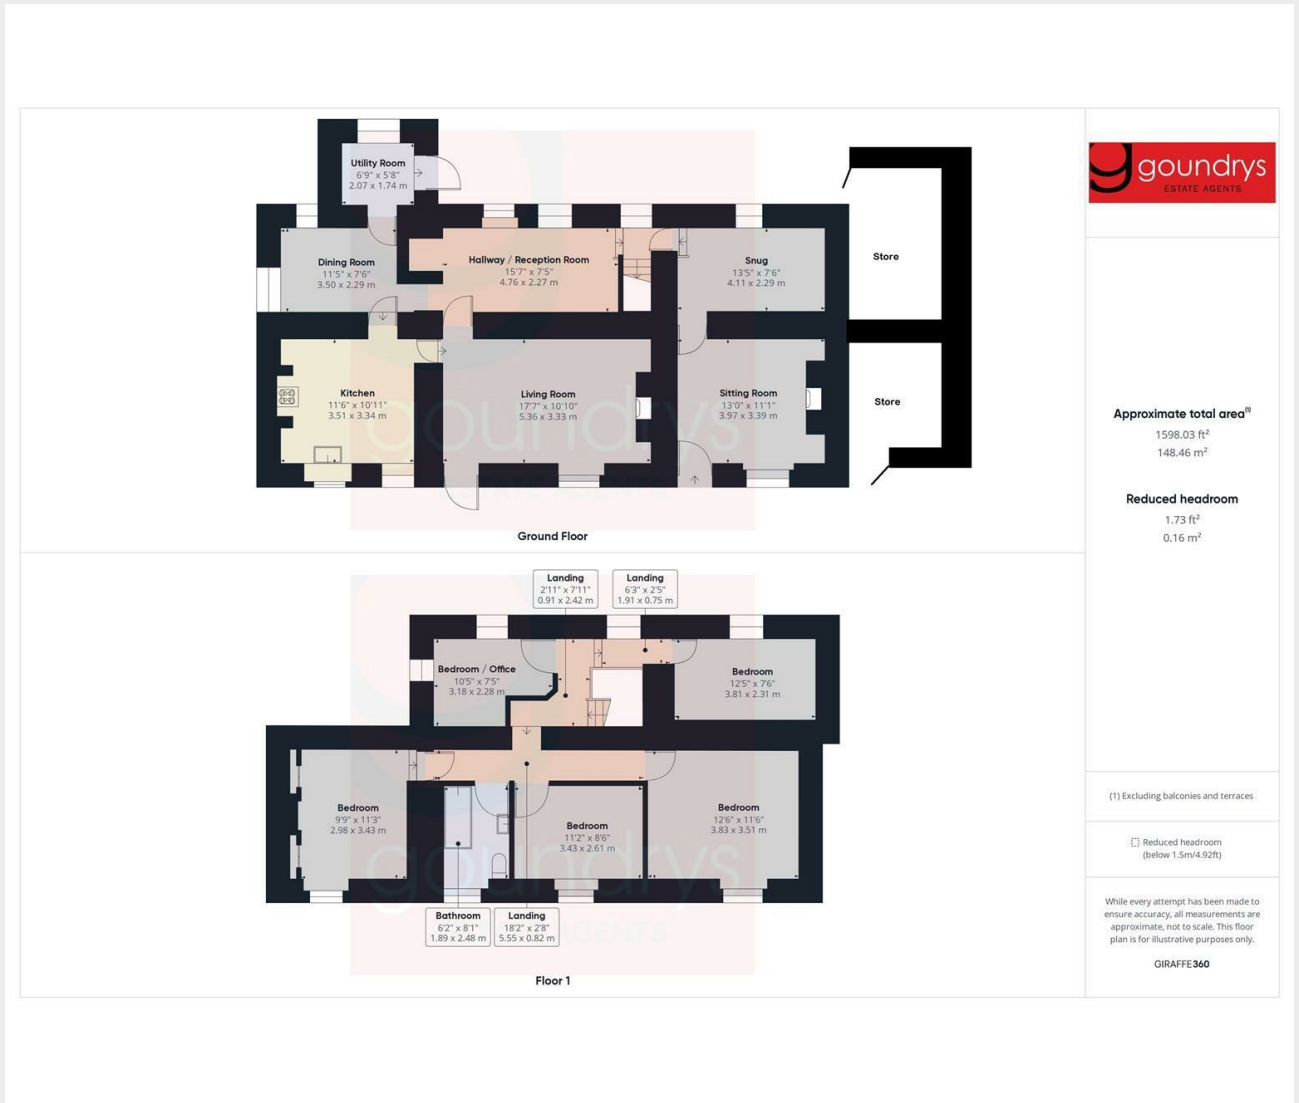 Utility Room
6'9" x 5'8"
2.07 x 1.74 m
Dining Room
11'5" x 7'6"
3.50 x 2.29 m
Hallway / Reception Room
15'7" x 7'5"
4.76 x 2.27 m
Snug
13'5" x 7'6"
4.11 x 2.29 m
Store
Kitchen
11'6" x 10'11"
3.51 x 3.34 m
Living Room
17'7" x 10'10"
5.36 x 3.33 m
Sitting Room
13'0" x 11'1"
3.97 x 3.39 m
Store
goundrys
ESTATE AGENTS
Ground Floor
Landing
2'11" x 7'11"
0.91 x 2.42 m
Landing
6'3" x 2'5"
1.91 x 0.75 m
Bedroom / Office
10'5" x 7'5"
3.18 x 2.28 m
Bedroom
12'5" x 7'6"
3.81 x 2.31 m
Bedroom
9'9" x 11'3"
2.98 x 3.43 m
Bedroom
11'2" x 8'6"
3.43 x 2.61 m
Bedroom
12'6" x 11'6"
3.83 x 3.51 m
goundrys
AGENTS
Bathroom
6'2" x 8'1"
1.89 x 2.48 m
Landing
18'2" x 2'8"
5.55 x 0.82 m
Floor 1
goundrys
ESTATE AGENTS
Approximate total area⁽¹⁾
1598.03 ft²
148.46 m²
Reduced headroom
1.73 ft²
0.16 m²
(1) Excluding balconies and terraces
Reduced headroom
(below 1.5m/4.92ft)
While every attempt has been made to
ensure accuracy, all measurements are
approximate, not to scale. This floor
plan is for illustrative purposes only.
GIRAFFE360